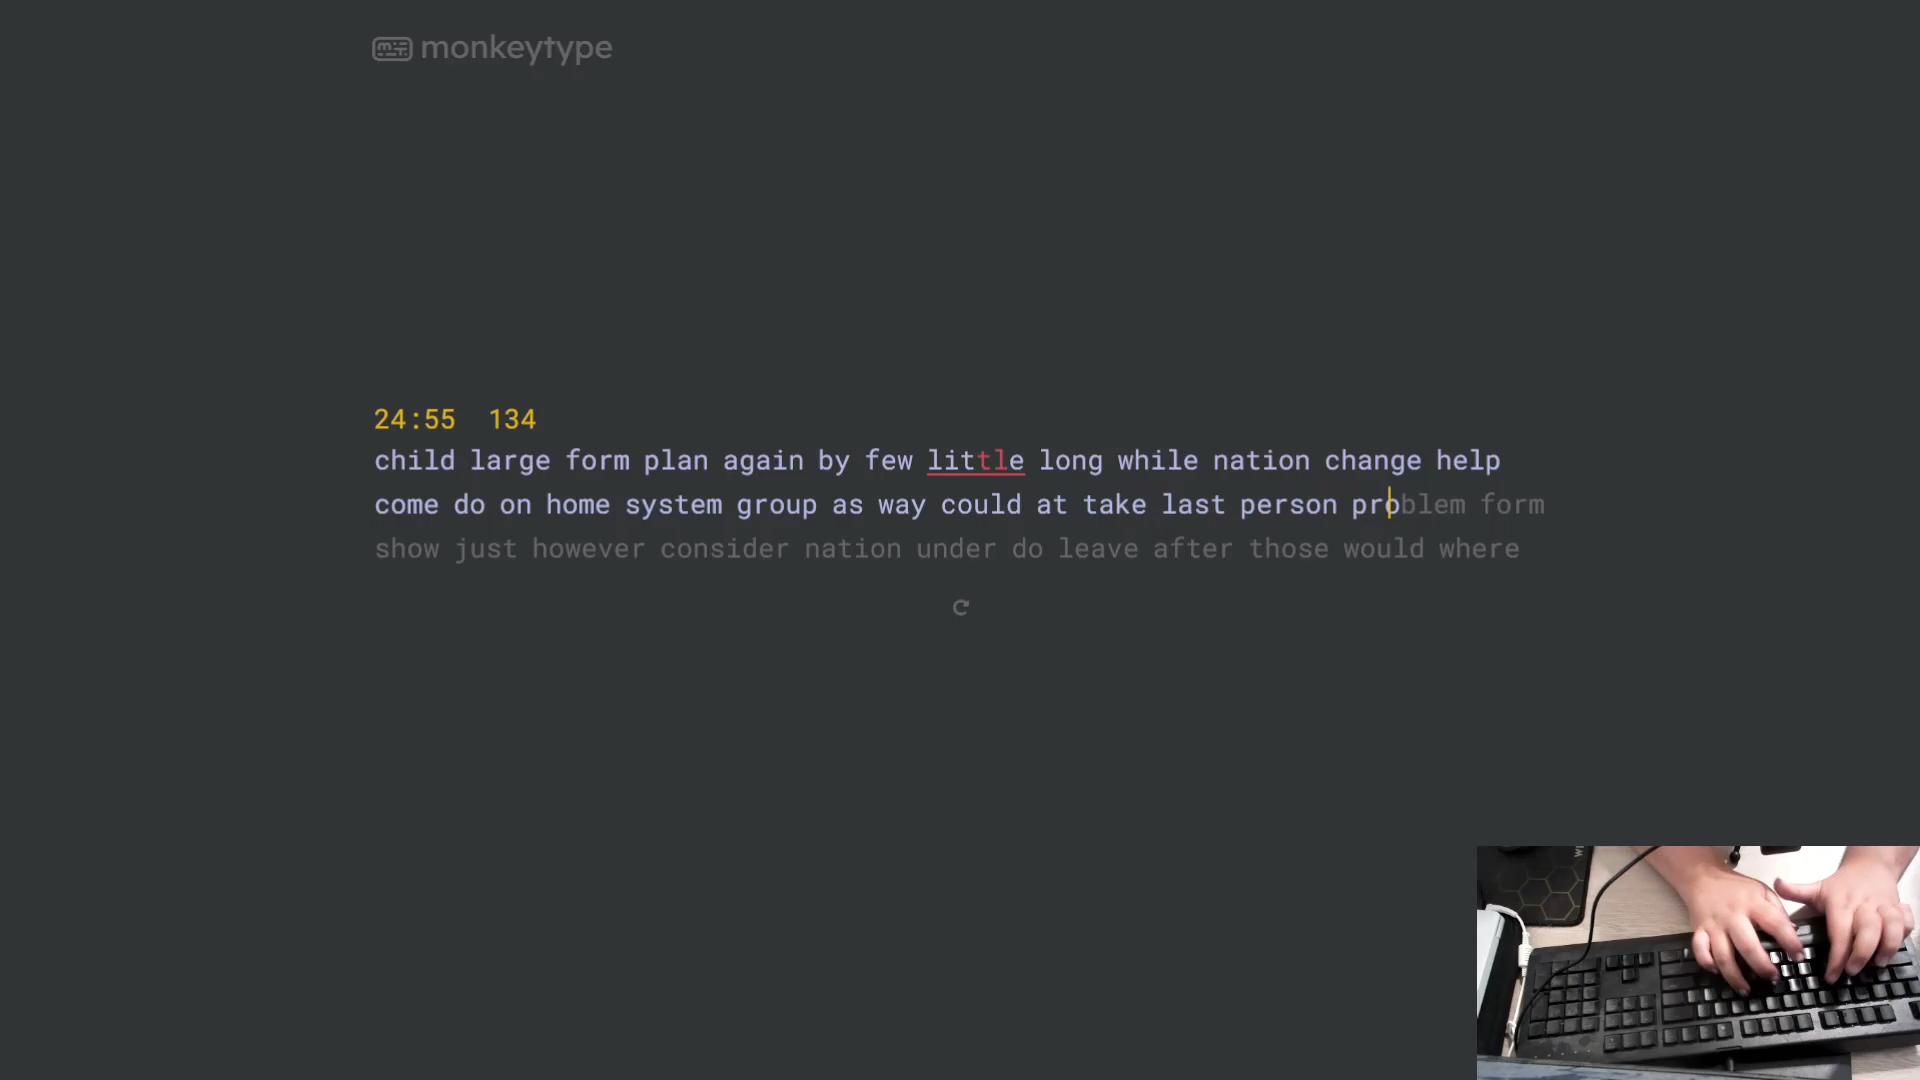 monkeytype
24:55 134
child large form plan again by few little long while nation change help
come do on home system group as way could at take last person problem form
show just however consider nation under do leave after those would where